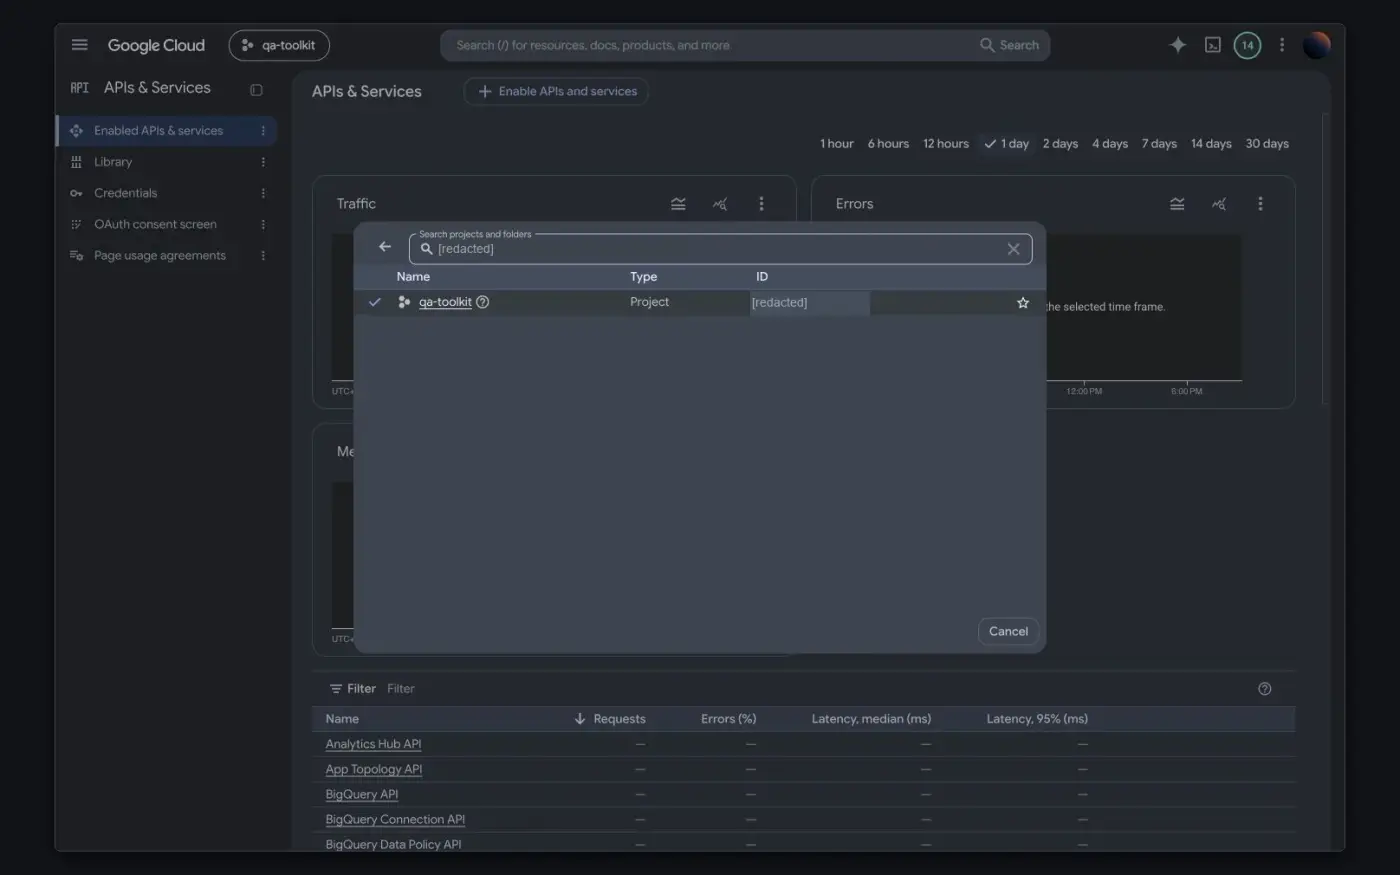 Google Cloud
qa-toolkit
Search (/) for resources, docs, products, and more
Search
14
API APIs & Services
Enabled APIs & services
Library
Credentials
OAuth consent screen
Page usage agreements
APIs & Services
Enable APIs and services
1 hour 6 hours 12 hours 1 day 2 days 4 days 7 days 14 days 30 days
Traffic
Errors
Search projects and folders
[redacted]
Name Type ID
qa-toolkit Project [redacted]
the selected time frame.
UTC+
12:00 PM 6:00 PM
Me
UTC+
Cancel
Filter Filter
Name Requests Errors (%) Latency, median (ms) Latency, 95% (ms)
Analytics Hub API — — — —
App Topology API — — — —
BigQuery API — — — —
BigQuery Connection API — — — —
BigQuery Data Policy API — — — —